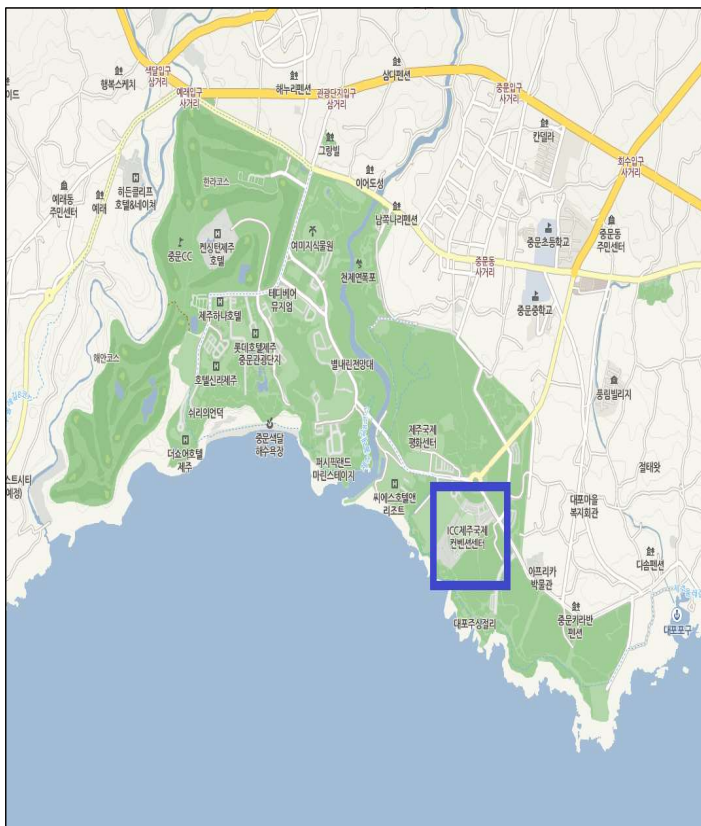 색달입구
삼거리
행복스케치
예래입구
사거리
해누리펜션
관광단지입구
사거리
삼다펜션
중문입구
사거리
칸델라
회수입구
사거리
그랑빌
이어도성
남쪽나라펜션
예래동
주민센터
예래
히든클리프
호텔&네이쳐
한라코스
중문CC
켄싱턴제주
호텔
여미지식물원
천제연폭포
중문동
사거리
중문초등학교
중문동
주민센터
중문중학교
테디베어
뮤지엄
제주하나호텔
롯데호텔제주
중문관광단지
해안코스
호텔신라제주
별내린전망대
풍림빌리지
쉬리의언덕
더쇼어호텔
제주
중문색달
해수욕장
퍼시픽랜드
마린스테이지
제주국제
평화센터
씨에스호텔앤
리조트
ICC제주국제
컨벤션센터
대포마을
복지회관
절태왓
아프리카
박물관
디솜펜션
중문카라반
펜션
대포주상절리
대포포구